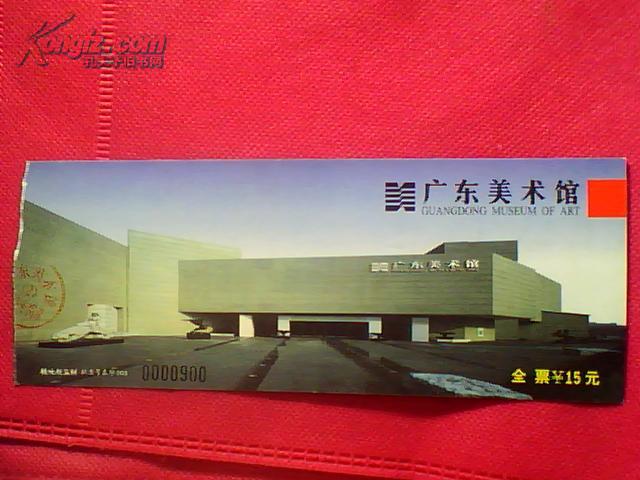 Kongfz.com
孔夫子旧书网
广东美术馆
GUANGDONG MUSEUM OF ART
广东美术馆
0000900
全 票¥15元